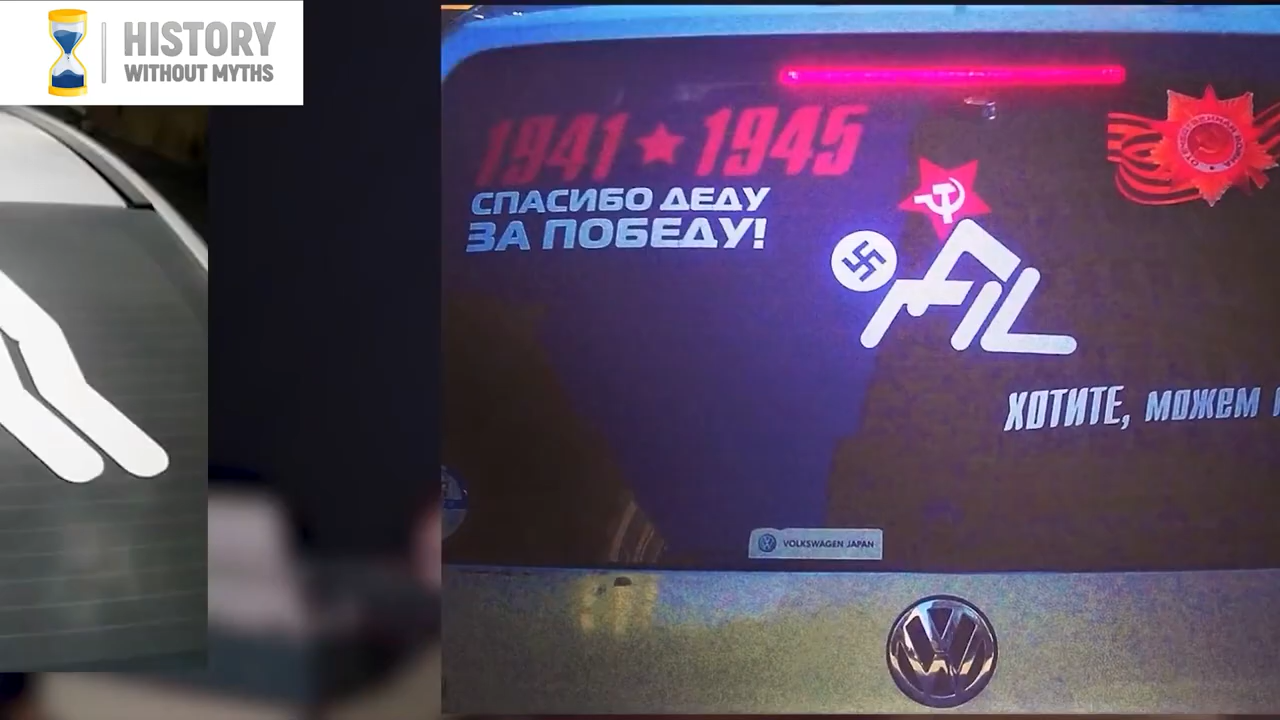 HISTORY
WITHOUT MYTHS
1941 ★ 1945
СПАСИБО ДЕДУ
ЗА ПОБЕДУ!
ХОТИТЕ, МОЖЕМ
VOLKSWAGEN JAPAN